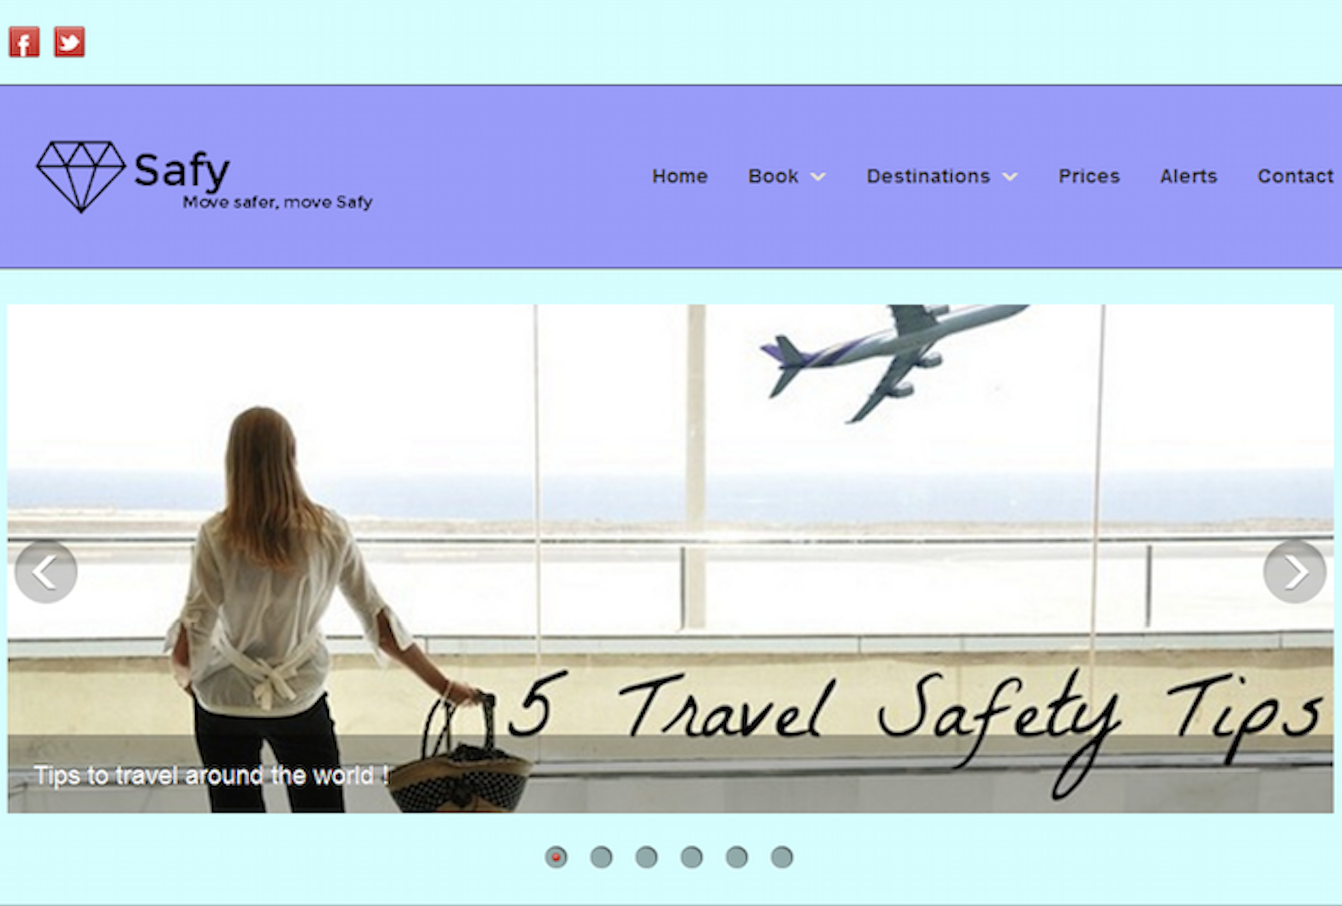 Safy
Move safer, move Safy
Home Book Destinations Prices Alerts Contact
5 Travel Safety Tips
Tips to travel around the world !